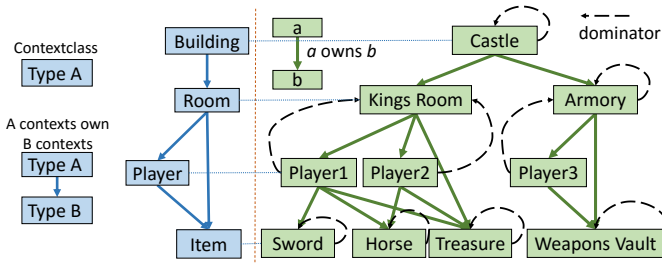 Contextclass
Type A
A contexts own
B contexts
Type A
Type B
Building
Room
Player
Item
a
a owns b
b
Castle
dominator
Kings Room
Armory
Player1
Player2
Player3
Sword
Horse
Treasure
Weapons Vault